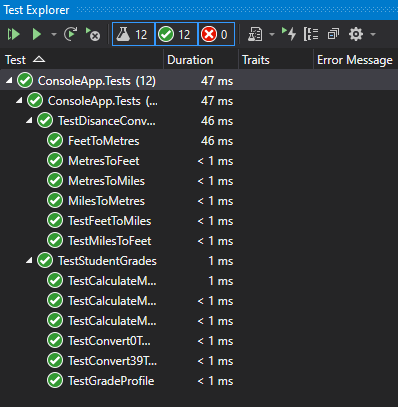 Test Explorer
12 12 0
Test Duration Traits Error Message
ConsoleApp.Tests (12) 47 ms
ConsoleApp.Tests (... 47 ms
TestDisanceConv... 46 ms
FeetToMetres 46 ms
MetresToFeet < 1 ms
MetresToMiles < 1 ms
MilesToMetres < 1 ms
TestFeetToMiles < 1 ms
TestMilesToFeet < 1 ms
TestStudentGrades 1 ms
TestCalculateM... 1 ms
TestCalculateM... < 1 ms
TestCalculateM... < 1 ms
TestConvert0T... < 1 ms
TestConvert39T... < 1 ms
TestGradeProfile < 1 ms